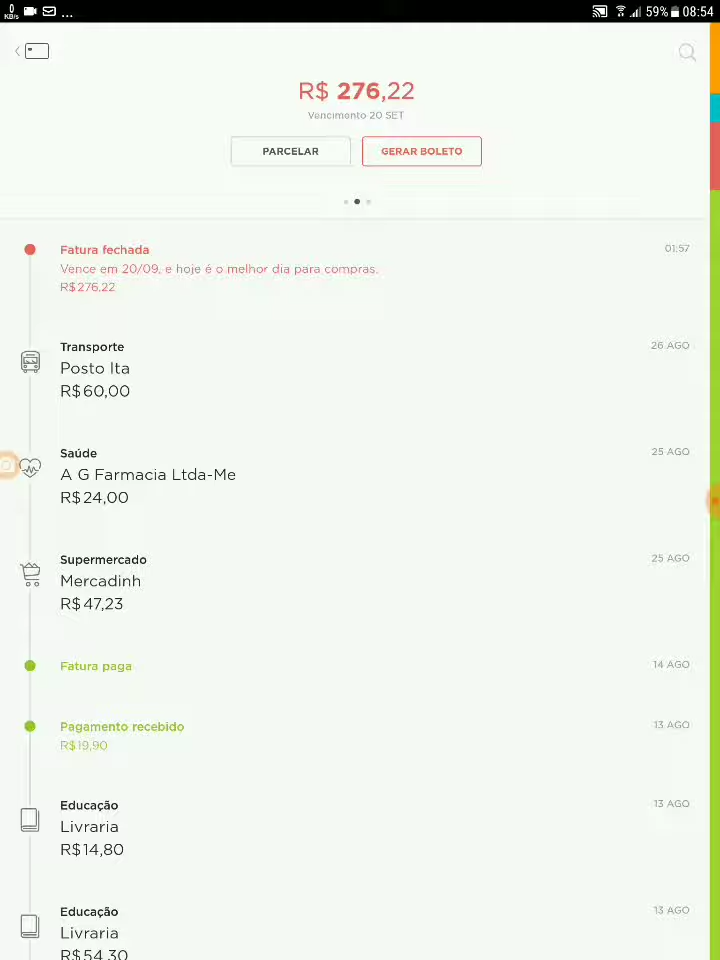 0
KB/s
...
59%
08:54
R$ 276,22
Vencimento 20 SET
PARCELAR
GERAR BOLETO
Fatura fechada
01:57
Vence em 20/09, e hoje é o melhor dia para compras.
R$276,22
Transporte
26 AGO
Posto Ita
R$60,00
Saúde
25 AGO
A G Farmacia Ltda-Me
R$24,00
Supermercado
25 AGO
Mercadinh
R$47,23
Fatura paga
14 AGO
Pagamento recebido
13 AGO
R$19,90
Educação
13 AGO
Livraria
R$14,80
Educação
13 AGO
Livraria
R$54,30